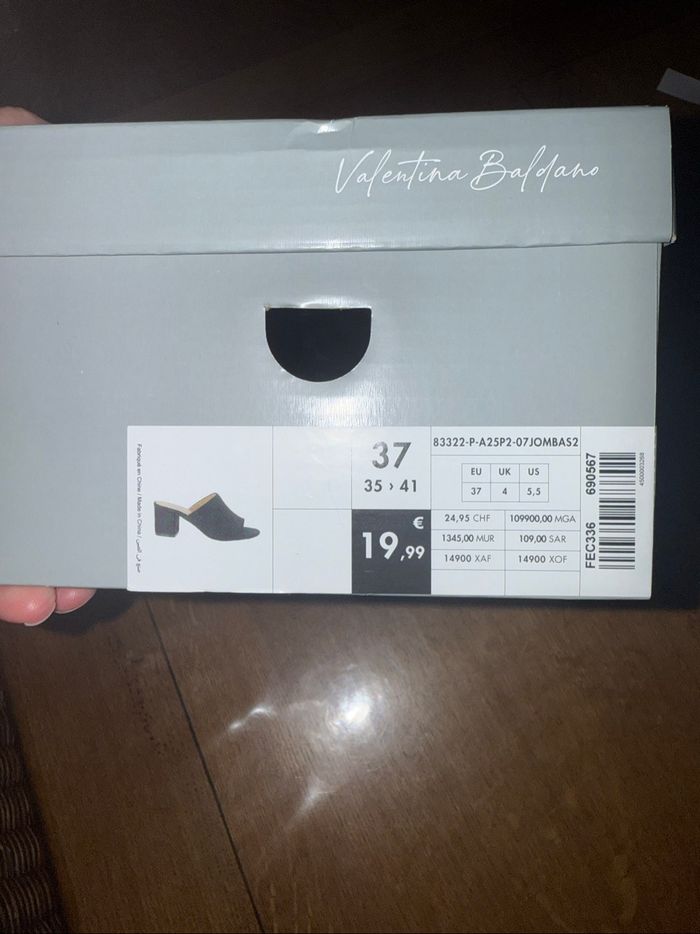 Valentina Baldano
Fabriqué en Chine / Made in China /
37
35 › 41
€
19,99
83322-P-A25P2-07JOMBAS2
EU UK US
37 4 5,5
24,95 CHF 109900,00 MGA
1345,00 MUR 109,00 SAR
14900 XAF 14900 XOF
FEC336 690567
4500003268